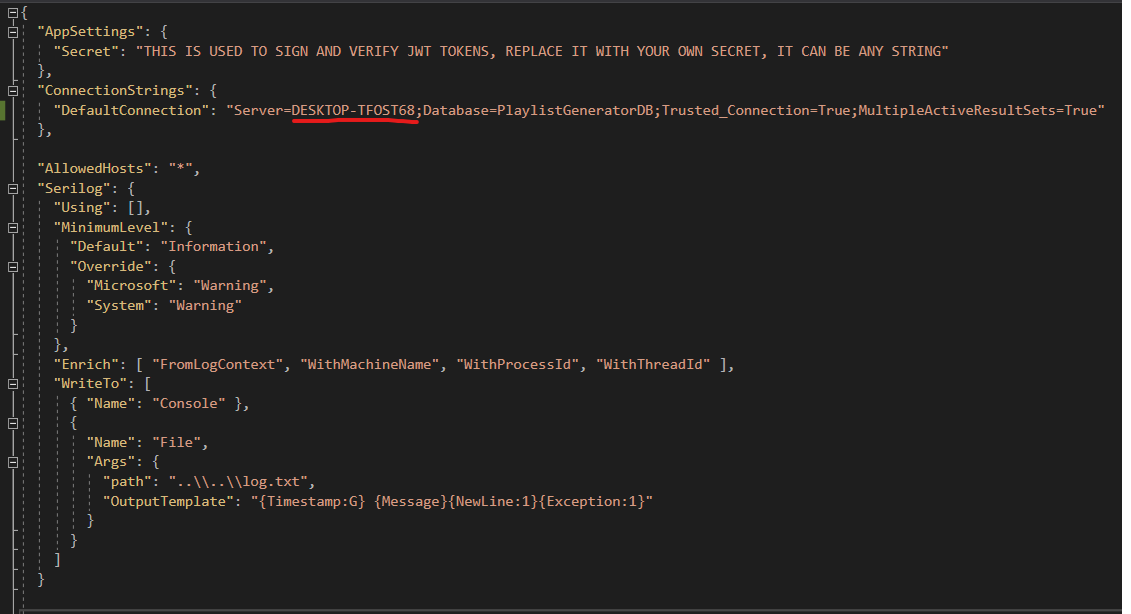 {
"AppSettings": {
"Secret": "THIS IS USED TO SIGN AND VERIFY JWT TOKENS, REPLACE IT WITH YOUR OWN SECRET, IT CAN BE ANY STRING"
},
"ConnectionStrings": {
"DefaultConnection": "Server=DESKTOP-TFOST68;Database=PlaylistGeneratorDB;Trusted_Connection=True;MultipleActiveResultSets=True"
},
"AllowedHosts": "*",
"Serilog": {
"Using": [],
"MinimumLevel": {
"Default": "Information",
"Override": {
"Microsoft": "Warning",
"System": "Warning"
}
},
"Enrich": [ "FromLogContext", "WithMachineName", "WithProcessId", "WithThreadId" ],
"WriteTo": [
{ "Name": "Console" },
{
"Name": "File",
"Args": {
"path": "..\\..\\log.txt",
"OutputTemplate": "{Timestamp:G} {Message}{NewLine:1}{Exception:1}"
}
}
]
}